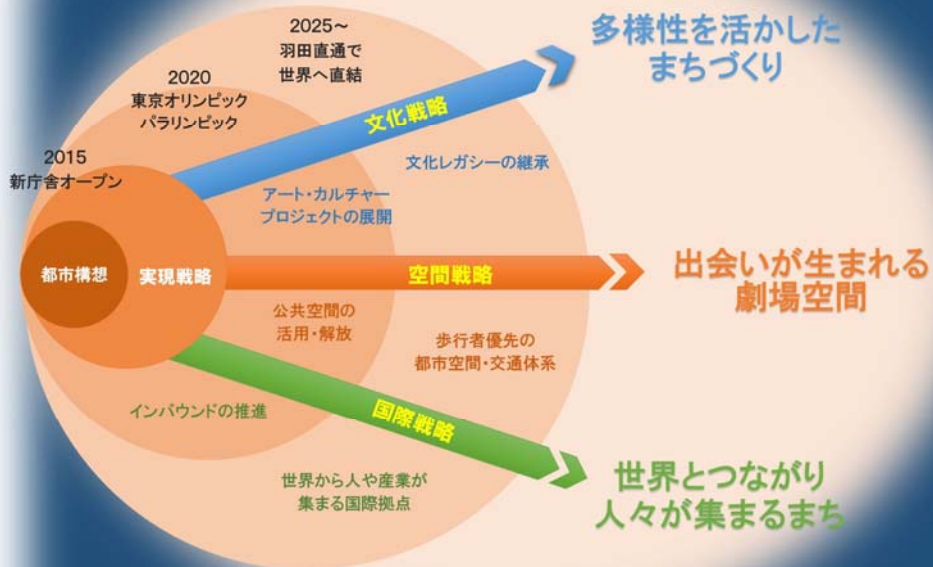 2025～
羽田直通で
世界へ直結
2020
東京オリンピック
パラリンピック
2015
新庁舎オープン
都市構想
実現戦略
文化戦略
アート・カルチャー
プロジェクトの展開
文化レガシーの継承
多様性を活かした
まちづくり
空間戦略
公共空間の
活用・解放
歩行者優先の
都市空間・交通体系
出会いが生まれる
劇場空間
国際戦略
インバウンドの推進
世界から人や産業が
集まる国際拠点
世界とつながり
人々が集まるまち